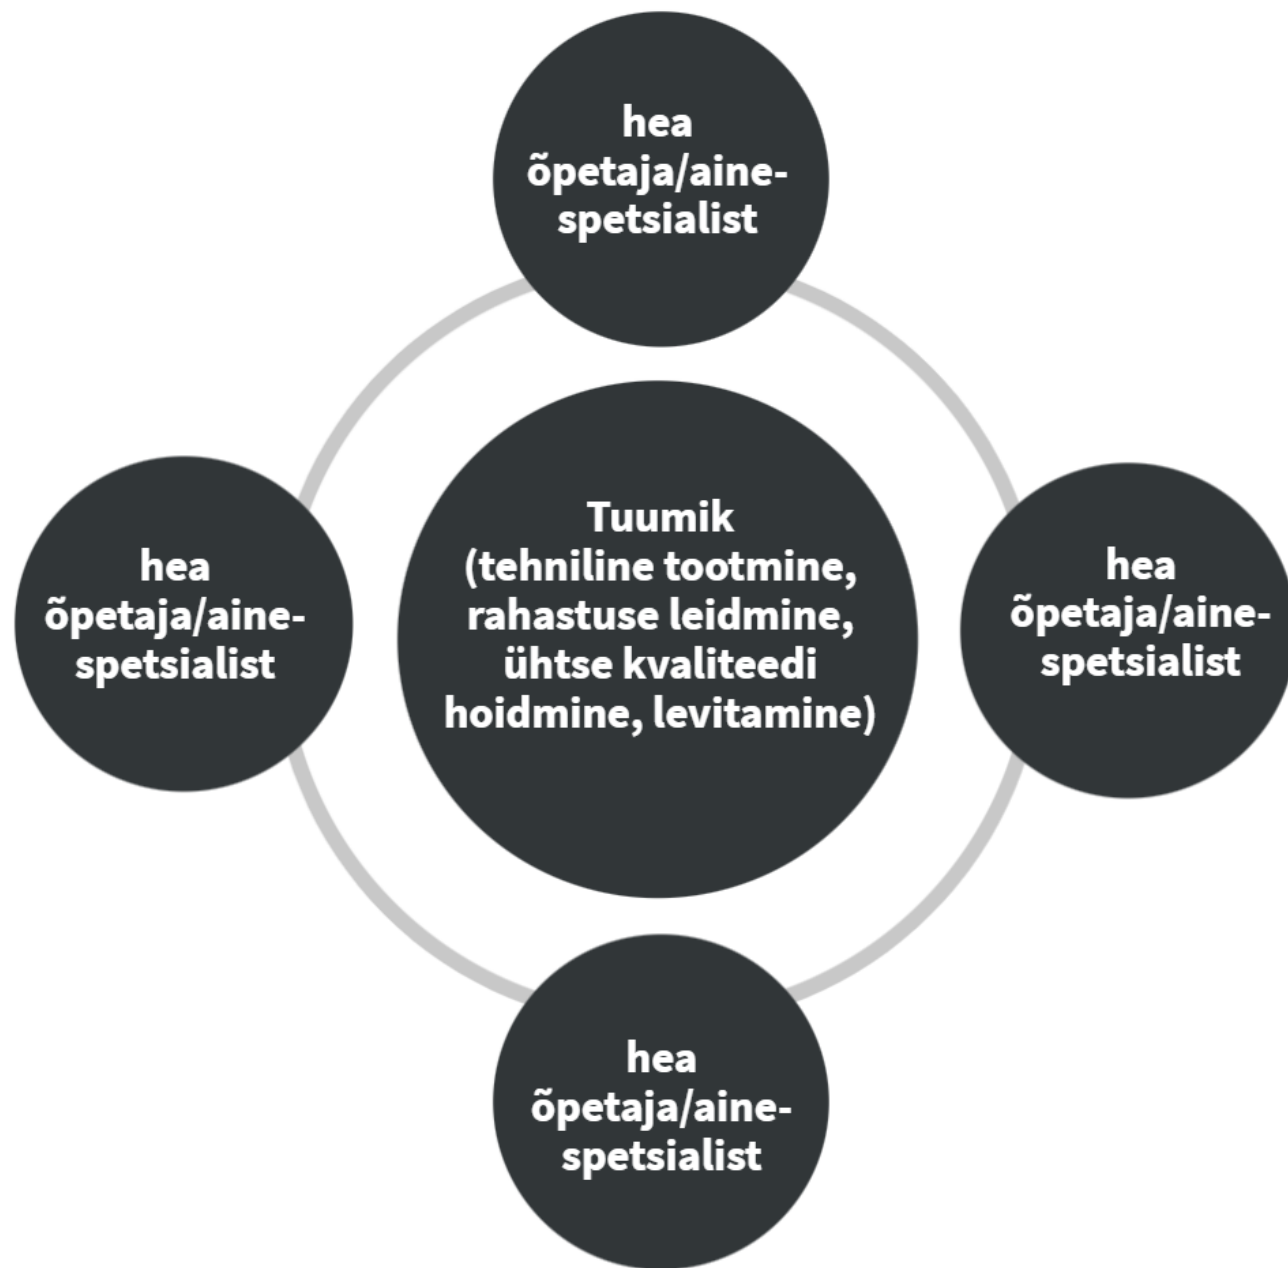 hea
õpetaja/aine-
spetsialist
hea
õpetaja/aine-
spetsialist
Tuumik
(tehniline tootmine,
rahastuse leidmine,
ühtse kvaliteedi
hoidmine, levitamine)
hea
õpetaja/aine-
spetsialist
hea
õpetaja/aine-
spetsialist